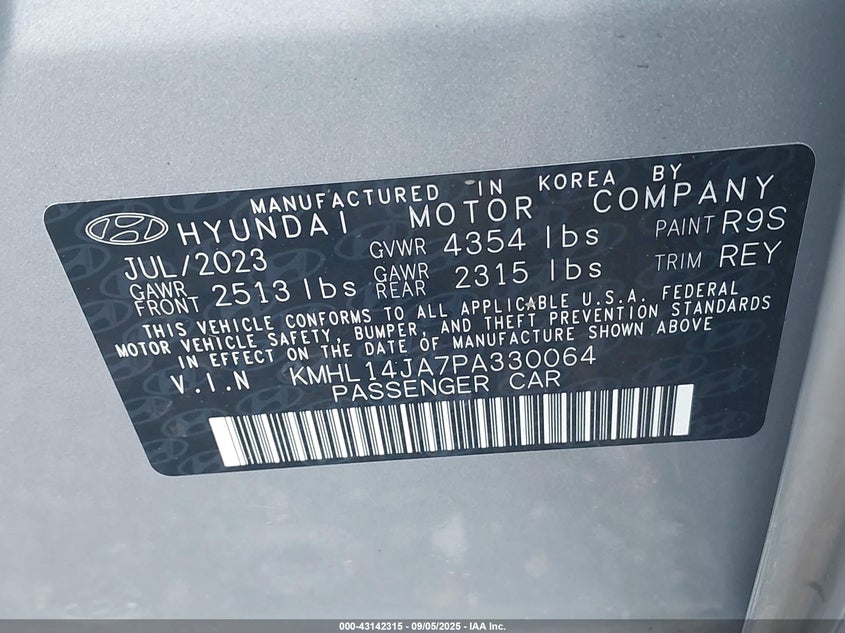 MANUFACTURED IN KOREA BY
HYUNDAI MOTOR COMPANY
JUL/2023 GVWR 4354 lbs PAINT R9S
GAWR FRONT 2513 lbs GAWR REAR 2315 lbs TRIM REY
THIS VEHICLE CONFORMS TO ALL APPLICABLE U.S.A. FEDERAL
MOTOR VEHICLE SAFETY, BUMPER, AND THEFT PREVENTION STANDARDS
IN EFFECT ON THE DATE OF MANUFACTURE SHOWN ABOVE
V.I.N KMHL14JA7PA330064
PASSENGER CAR
000-43142315 - 09/05/2025 - IAA Inc.